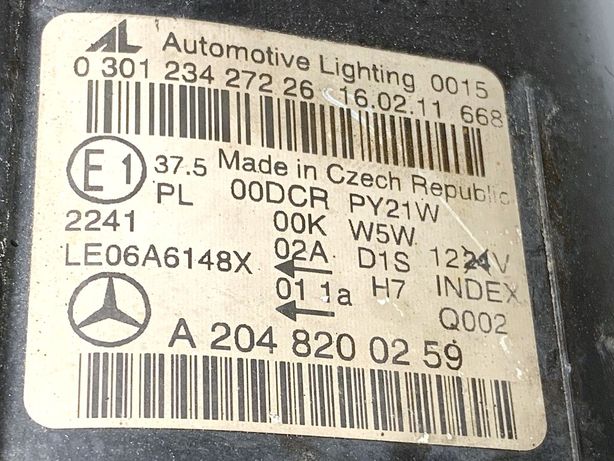 AL Automotive Lighting 0015
0 301 234 272 26 16.02.11 668
E1 37.5 Made in Czech Republic
PL 00DCR PY21W
2241 00K W5W
LE06A6148X 02A D1S 1224V
01 1a H7 INDEX
Q002
A 204 820 02 59